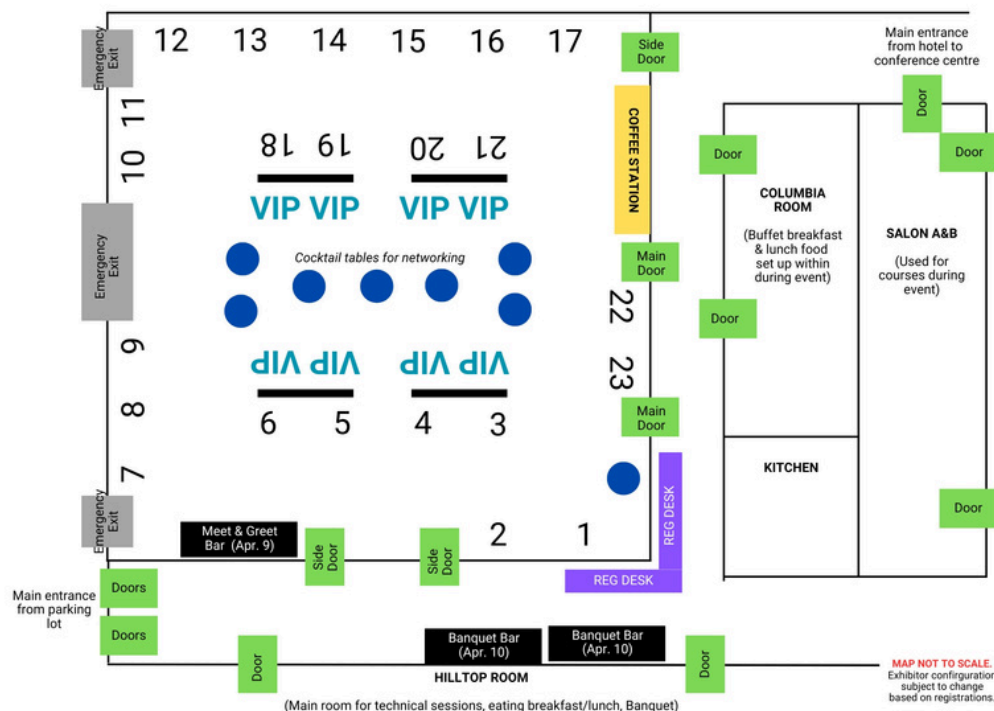 12
13
14
15
16
17
Emergency
Exit
Side
Door
Main entrance
from hotel to
conference centre
Door
11
10
18
19
20
21
COFFEE STATION
Door
Door
VIP VIP
VIP VIP
COLUMBIA
ROOM
(Buffet breakfast
& lunch food
set up within
during event)
SALON A&B
(Used for
courses during
event)
Emergency
Exit
Cocktail tables for networking
Main
Door
22
Door
9
VIP VIP
VIP VIP
23
8
6
5
4
3
Main
Door
7
KITCHEN
Emergency
Exit
Meet & Greet
Bar (Apr. 9)
Side
Door
Side
Door
2
1
REG DESK
REG DESK
Door
Main entrance
from parking
lot
Doors
Doors
Door
Banquet Bar
(Apr. 10)
Banquet Bar
(Apr. 10)
Door
HILLTOP ROOM
(Main room for technical sessions, eating breakfast/lunch, Banquet)
MAP NOT TO SCALE.
Exhibitor confirguration
subject to change
based on registrations.